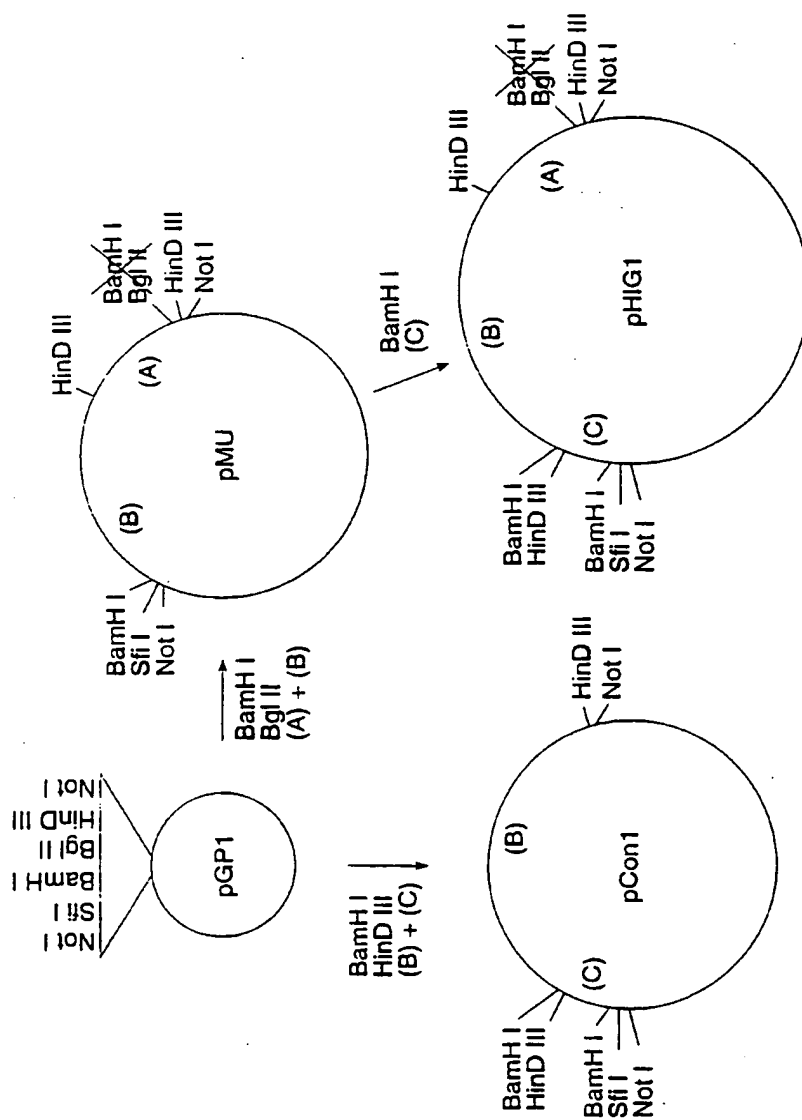 Not I
Sfi I
BamH I
Bgl II
HinD III
Not I
pGP1
BamH I
Bgl II
(A) + (B)
BamH I
Sfi I
Not I
(B)
HinD III
(A)
BamH I
Bgl II
HinD III
Not I
pMU
BamH I
HinD III
(B) + (C)
BamH I
(C)
BamH I
HinD III
(C)
BamH I
Sfi I
Not I
(B)
HinD III
Not I
pCon1
BamH I
HinD III
(C)
BamH I
Sfi I
Not I
(B)
HinD III
(A)
BamH I
Bgl II
HinD III
Not I
pHIG1